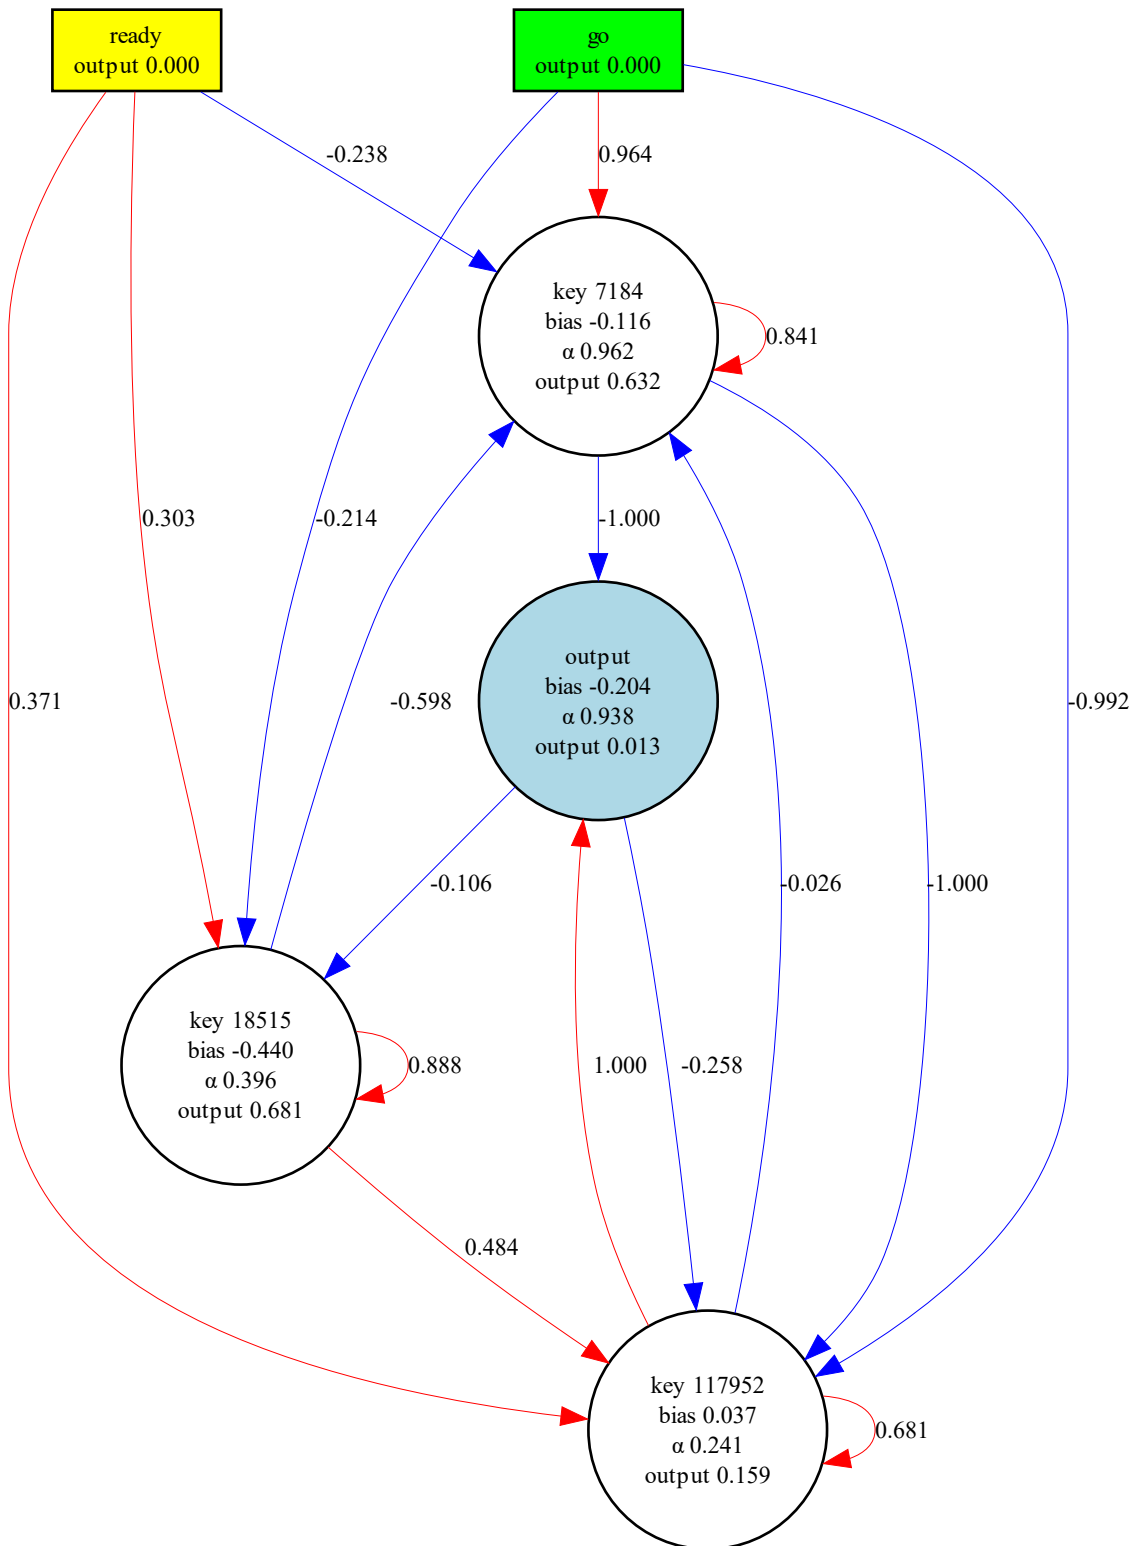 ready
output 0.000
go
output 0.000
-0.238
0.964
key 7184
bias -0.116
α 0.962
output 0.632
0.841
0.303
-0.214
-1.000
output
bias -0.204
α 0.938
output 0.013
0.371
-0.598
-0.992
-0.106
-0.026
-1.000
key 18515
bias -0.440
α 0.396
output 0.681
0.888
1.000
-0.258
0.484
key 117952
bias 0.037
α 0.241
output 0.159
0.681